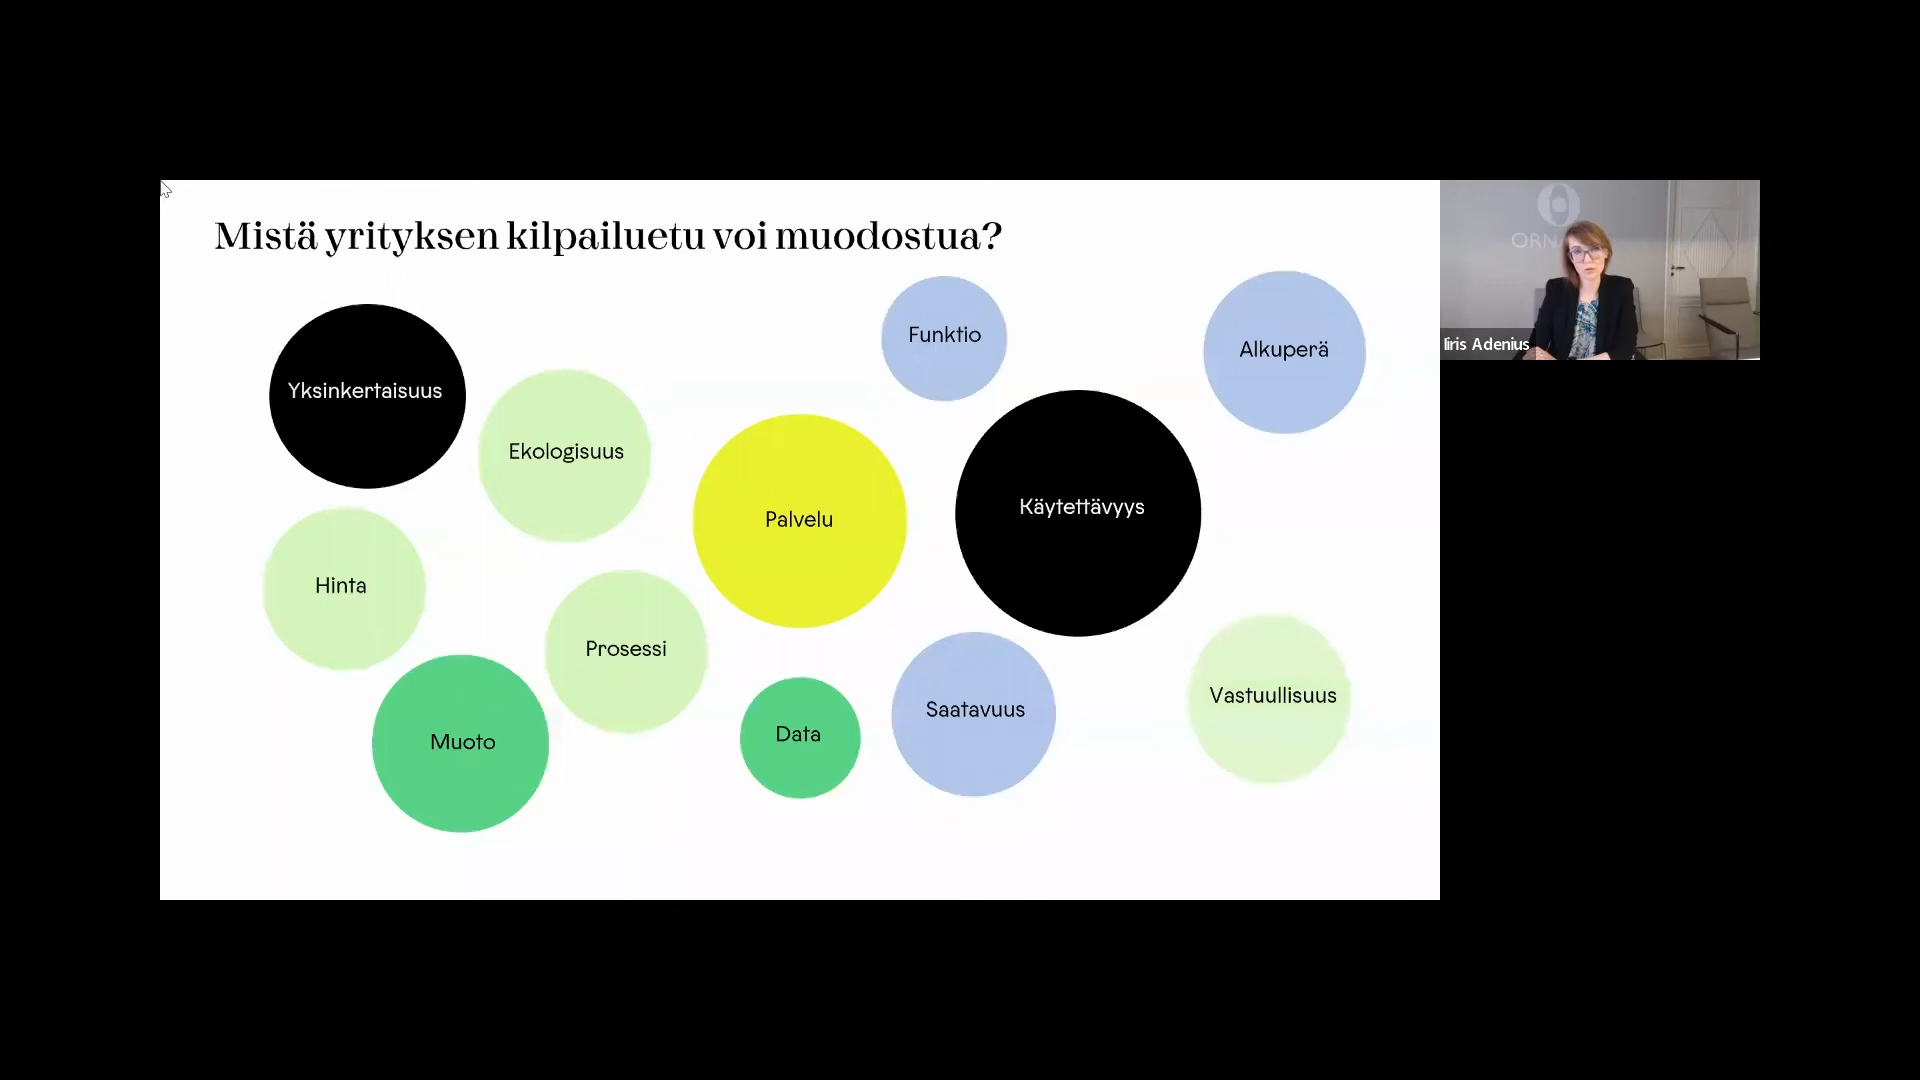 Mistä yrityksen kilpailuetu voi muodostua?
Funktio
Alkuperä
Yksinkertaisuus
Ekologisuus
Käytettävyys
Palvelu
Hinta
Prosessi
Vastuullisuus
Saatavuus
Data
Muoto
Iiris Adenius